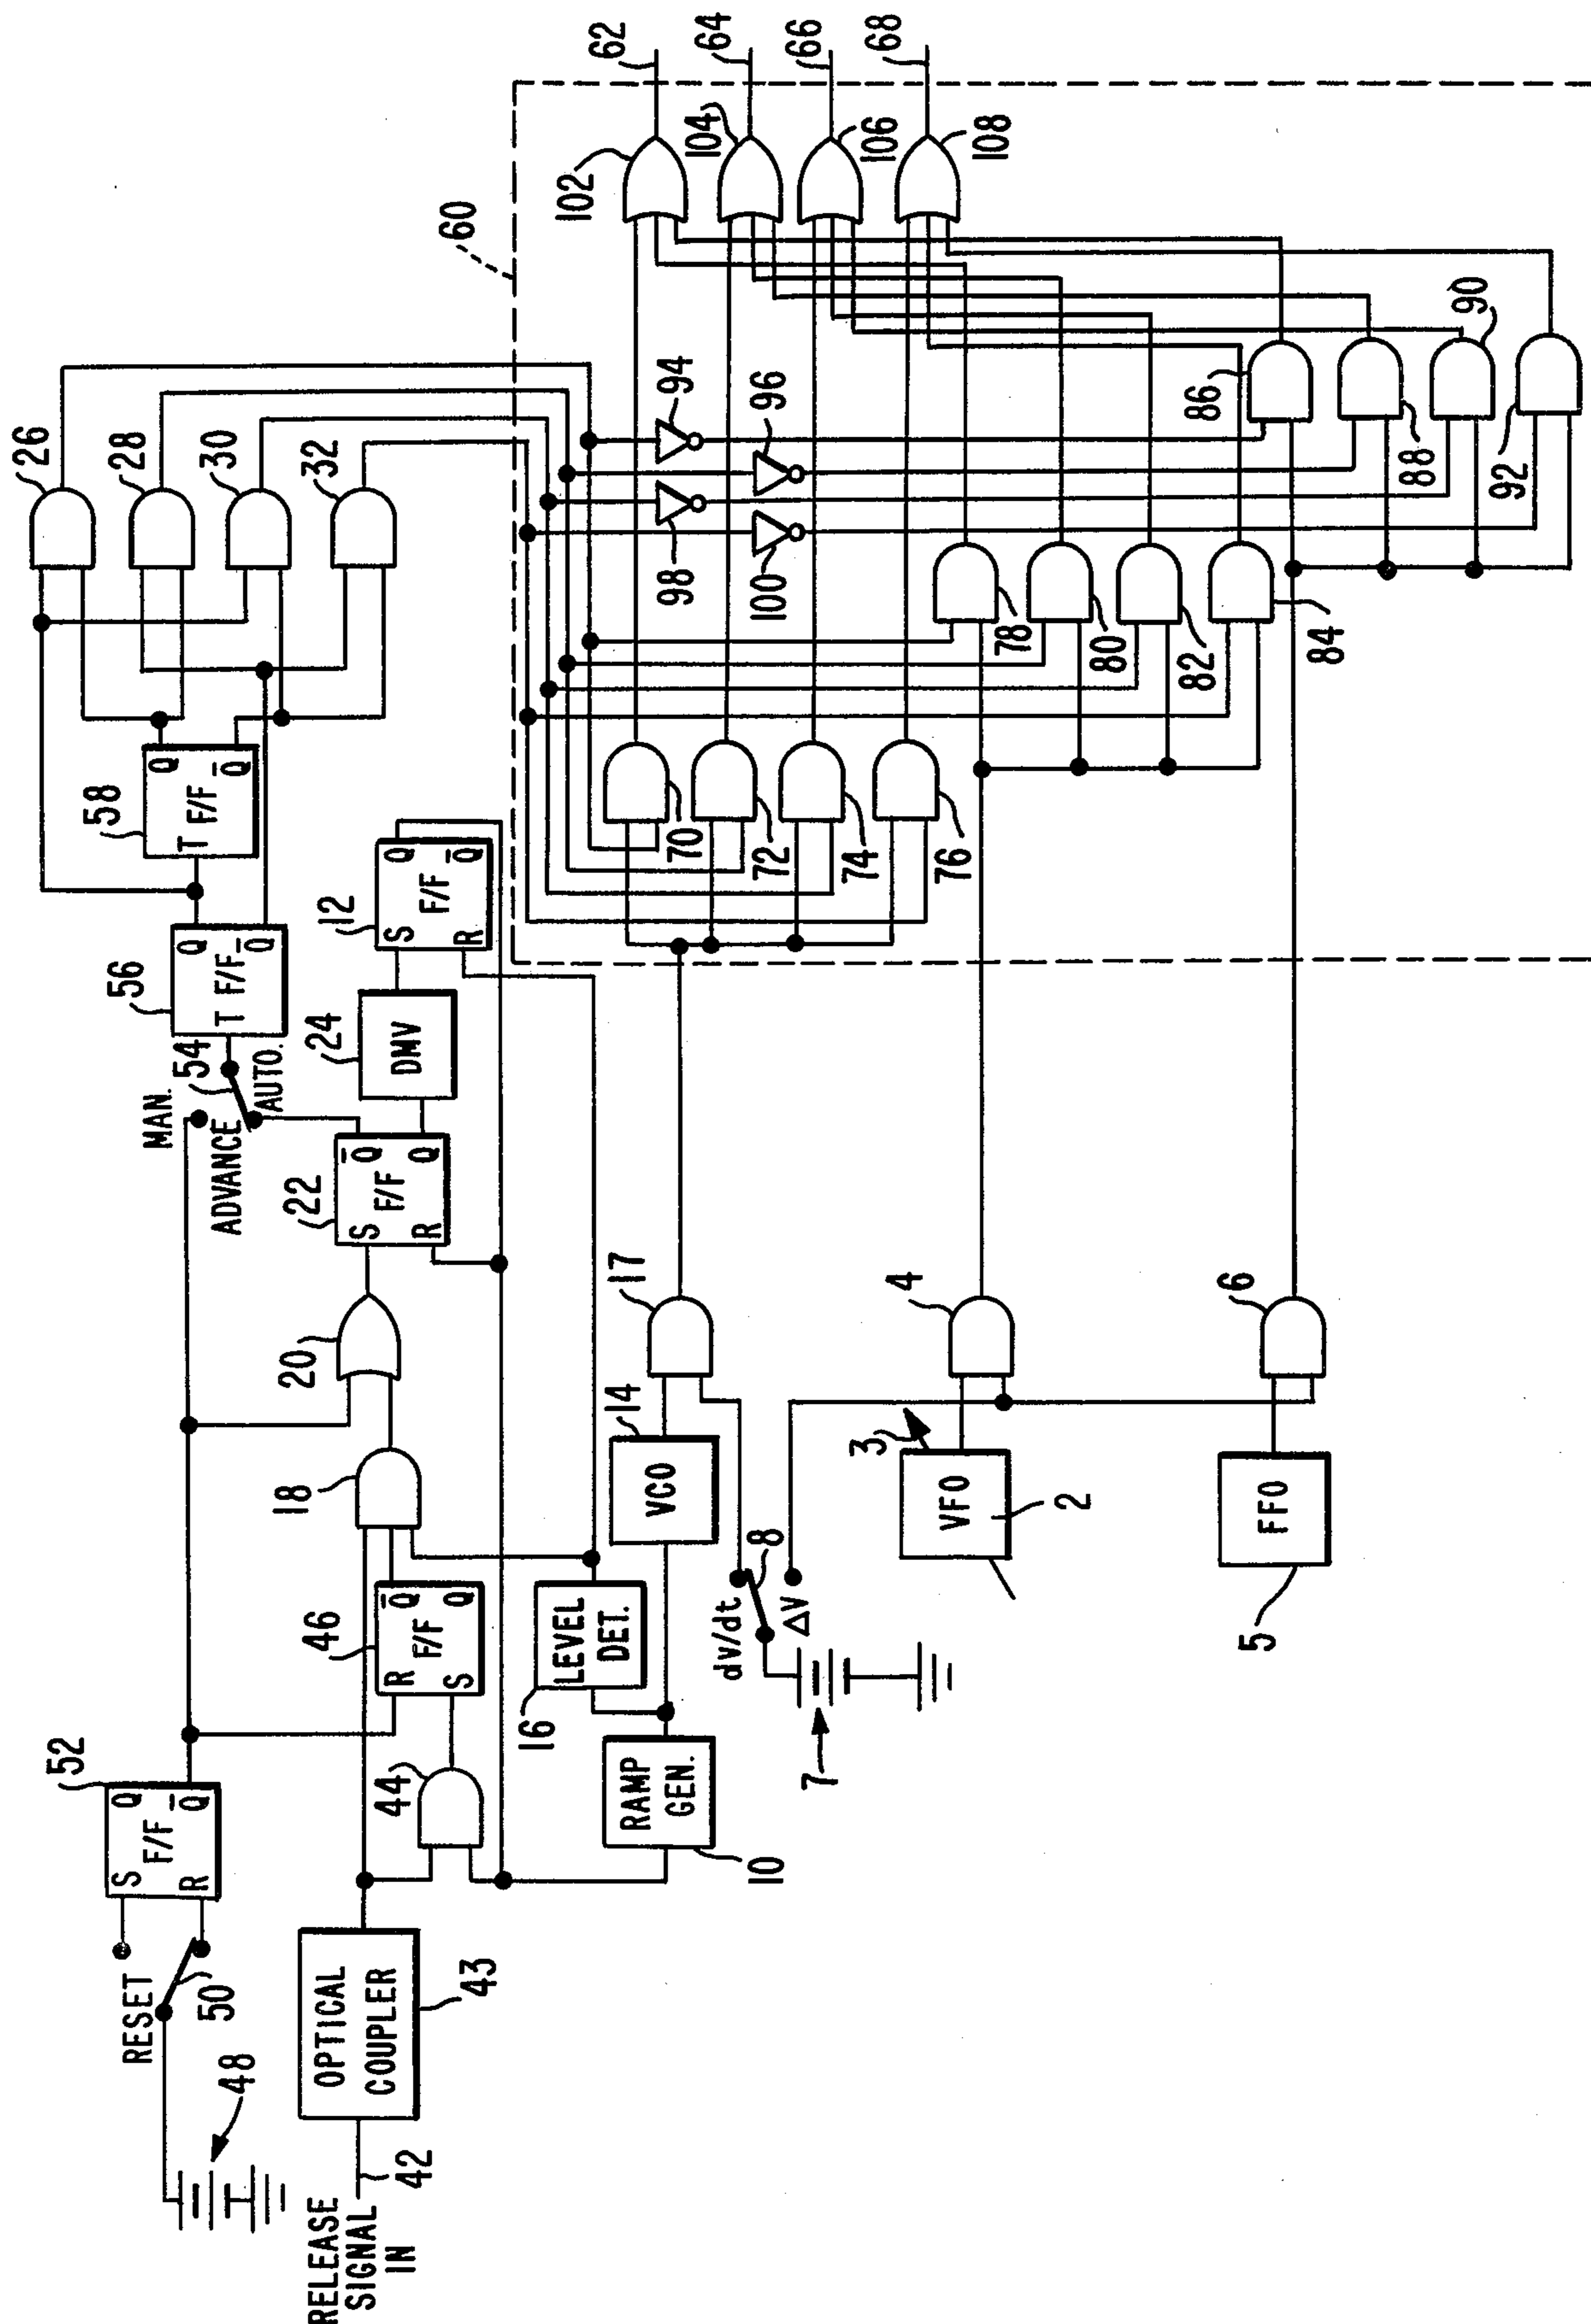 RESET
50
48
52
S
Q
F/F
R
Q̅
RELEASE
SIGNAL
IN
42
OPTICAL
COUPLER
43
44
46
R
Q̅
F/F
S
Q
18
20
22
S
Q̅
F/F
R
Q
MAN.
ADVANCE
54
AUTO.
24
DMV
12
S
Q
F/F
R
Q̅
56
Q
T F/F
Q̅
58
Q
T F/F
Q̅
26
28
30
32
16
LEVEL
DET.
RAMP
GEN.
10
14
VCO
17
dv/dt
8
ΔV
7
3
VFO
2
4
FFO
5
6
60
70
72
74
76
78
80
82
84
94
96
98
100
86
88
90
92
102
104
106
108
62
64
66
68